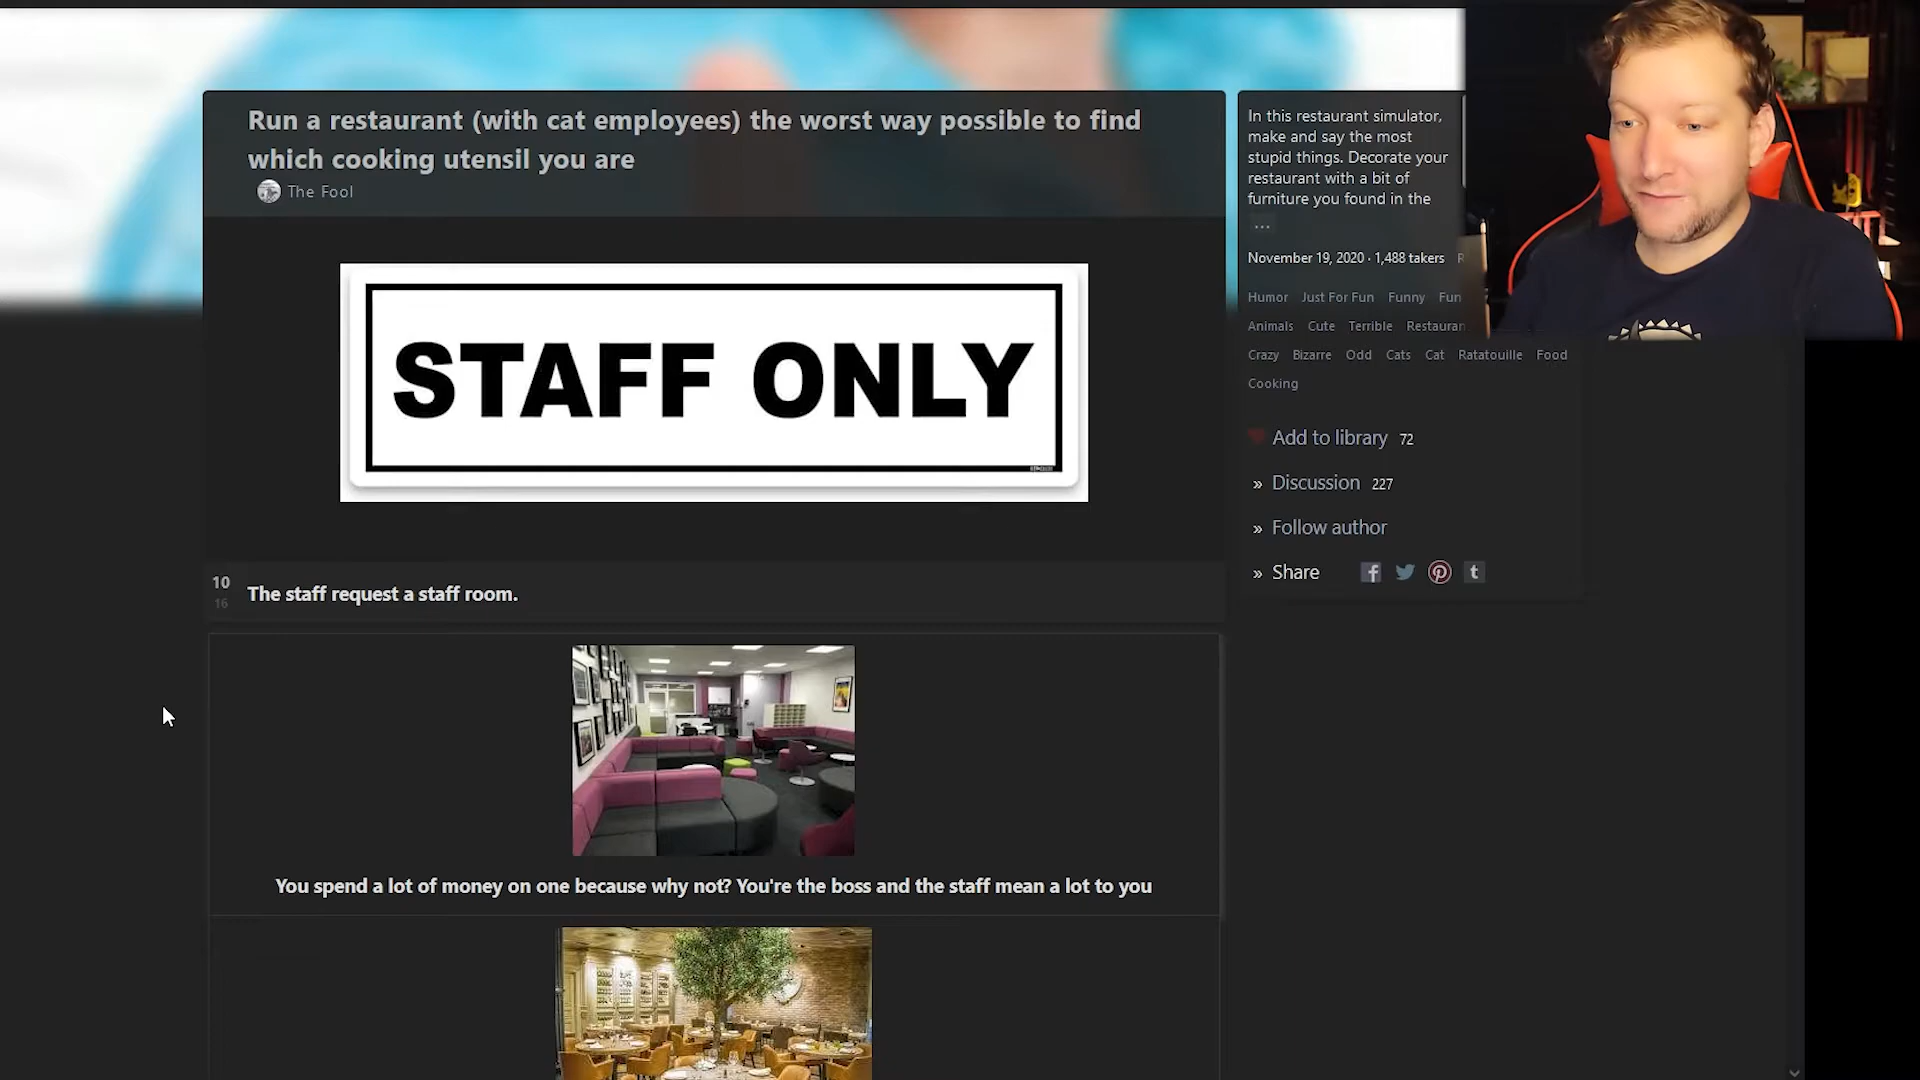 Run a restaurant (with cat employees) the worst way possible to find
which cooking utensil you are
The Fool
STAFF ONLY
10
16
The staff request a staff room.
You spend a lot of money on one because why not? You're the boss and the staff mean a lot to you
In this restaurant simulator,
make and say the most
stupid things. Decorate your
restaurant with a bit of
furniture you found in the
...
November 19, 2020 · 1,488 takers
Humor Just For Fun Funny Fun
Animals Cute Terrible Restauran
Crazy Bizarre Odd Cats Cat Ratatouille Food
Cooking
Add to library 72
» Discussion 227
» Follow author
» Share